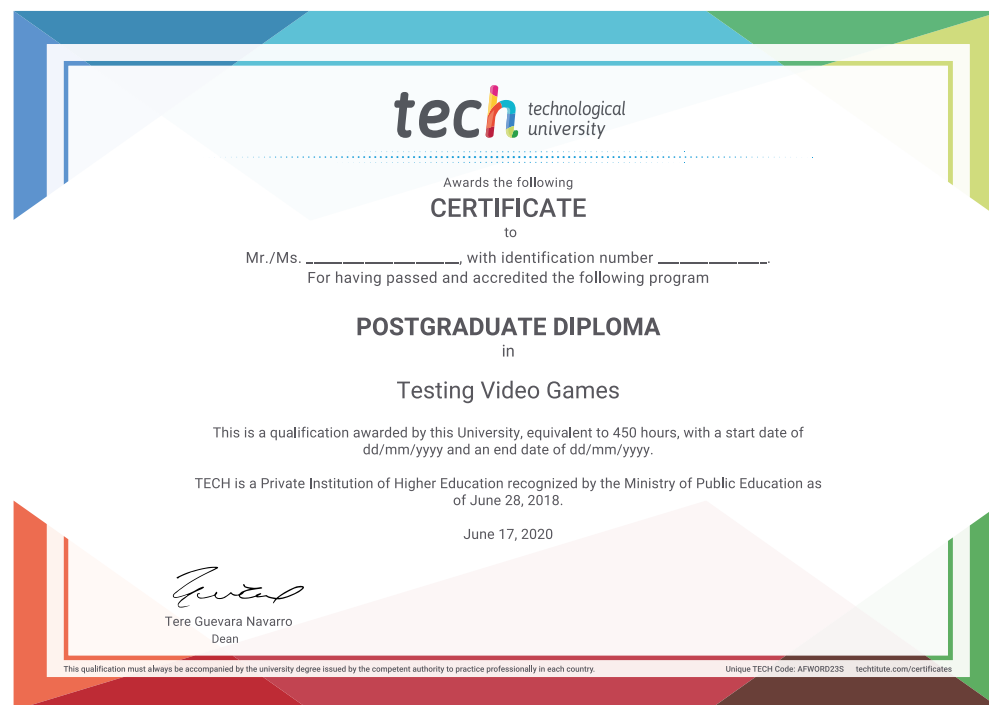 tech technological
university
Awards the following
CERTIFICATE
to
Mr./Ms. ____________________, with identification number ______________.
For having passed and accredited the following program
POSTGRADUATE DIPLOMA
in
Testing Video Games
This is a qualification awarded by this University, equivalent to 450 hours, with a start date of
dd/mm/yyyy and an end date of dd/mm/yyyy.
TECH is a Private Institution of Higher Education recognized by the Ministry of Public Education as
of June 28, 2018.
June 17, 2020
Tere Guevara Navarro
Dean
This qualification must always be accompanied by the university degree issued by the competent authority to practice professionally in each country.
Unique TECH Code: AFWORD23S techtitute.com/certificates